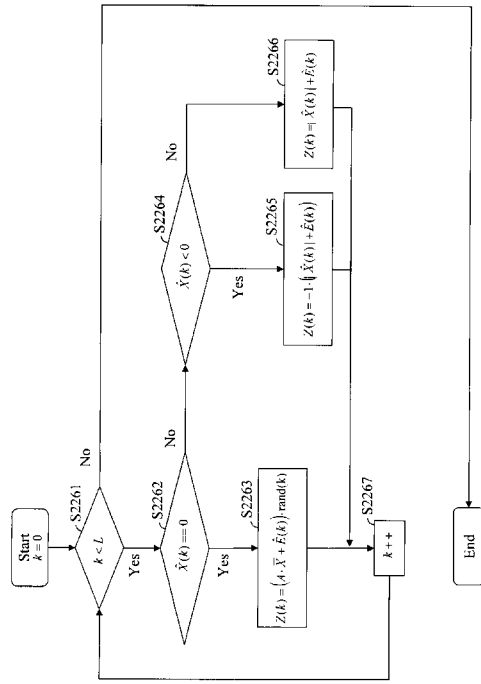 Start
k = 0
S2261
k < L
No
Yes
S2262
X̂(k) == 0
No
Yes
S2263
Z(k) = (A · X̅ + Ê(k)) · rand(k)
S2264
X̂(k) < 0
No
Yes
S2265
Z(k) = −1 · (| X̂(k) | + Ê(k))
S2266
Z(k) = | X̂(k) | + Ê(k)
S2267
k + +
End